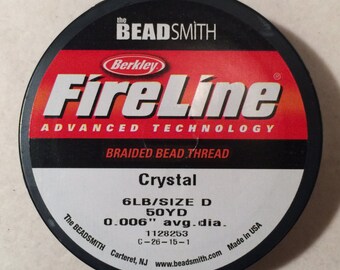 the BEADSMITH
Berkley
FireLine®
ADVANCED TECHNOLOGY
BRAIDED BEAD THREAD
Crystal
6LB/SIZE D
50YD
0.006" avg.dia.
1128253
C-26-15-1
The BEADSMITH Carteret, NJ www.beadsmith.com Made in USA